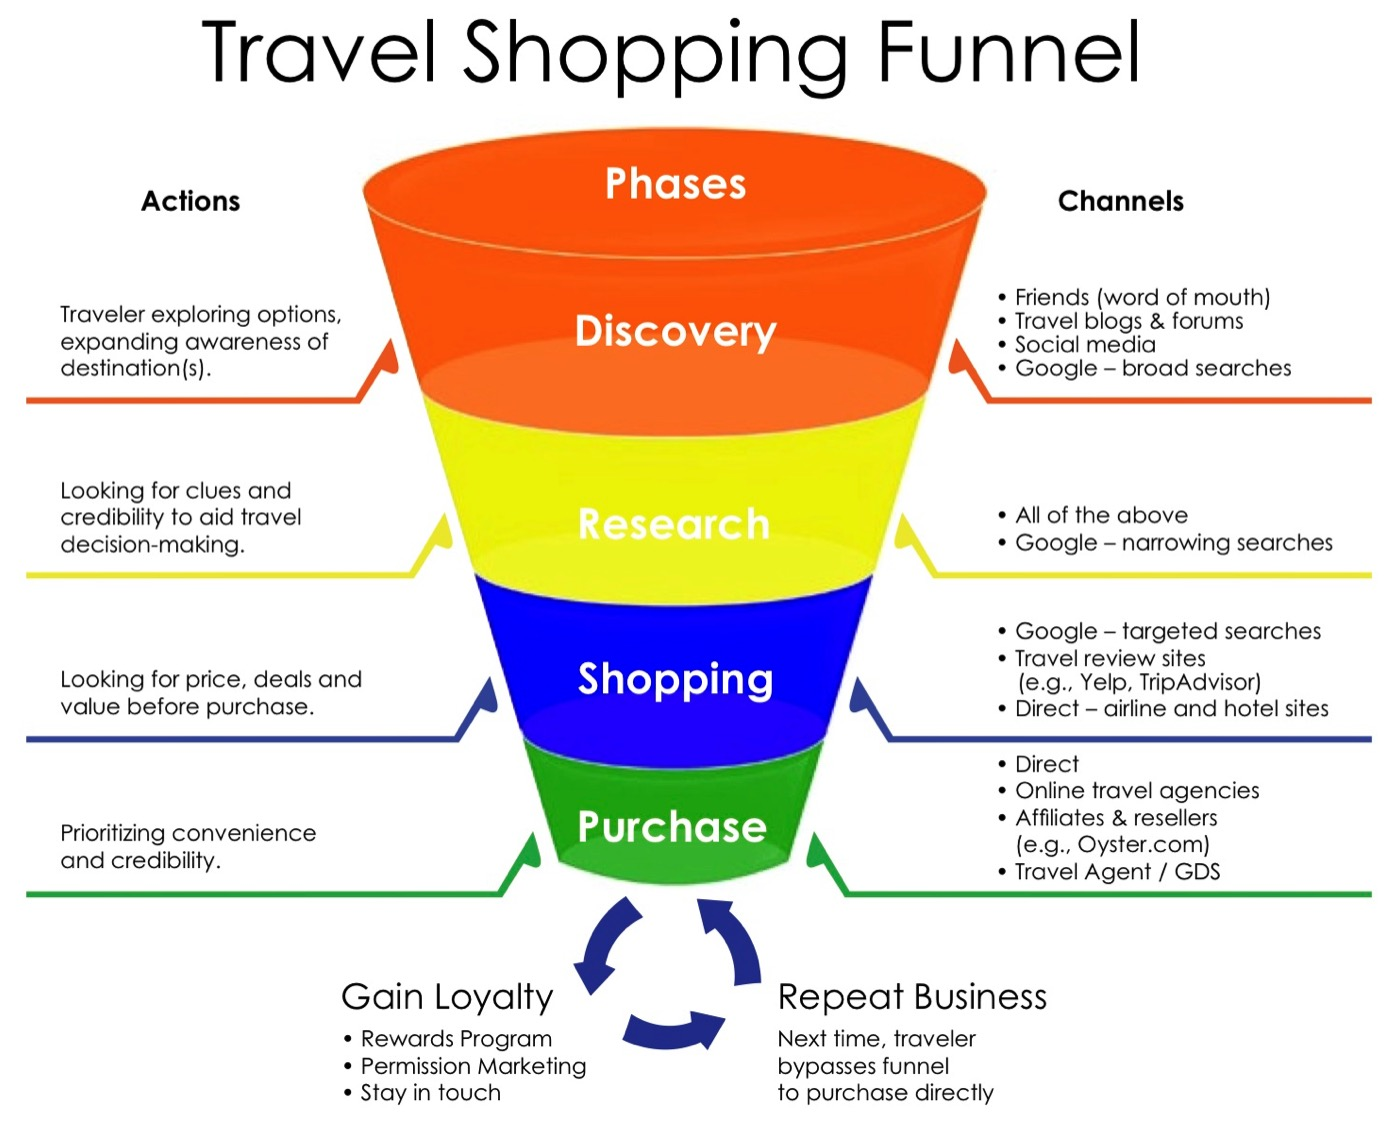 Travel Shopping Funnel
Phases
Actions
Channels
Discovery
Traveler exploring options,
expanding awareness of
destination(s).
• Friends (word of mouth)
• Travel blogs & forums
• Social media
• Google – broad searches
Research
Looking for clues and
credibility to aid travel
decision-making.
• All of the above
• Google – narrowing searches
Shopping
Looking for price, deals and
value before purchase.
• Google – targeted searches
• Travel review sites
(e.g., Yelp, TripAdvisor)
• Direct – airline and hotel sites
Purchase
Prioritizing convenience
and credibility.
• Direct
• Online travel agencies
• Affiliates & resellers
(e.g., Oyster.com)
• Travel Agent / GDS
Gain Loyalty
• Rewards Program
• Permission Marketing
• Stay in touch
Repeat Business
Next time, traveler
bypasses funnel
to purchase directly